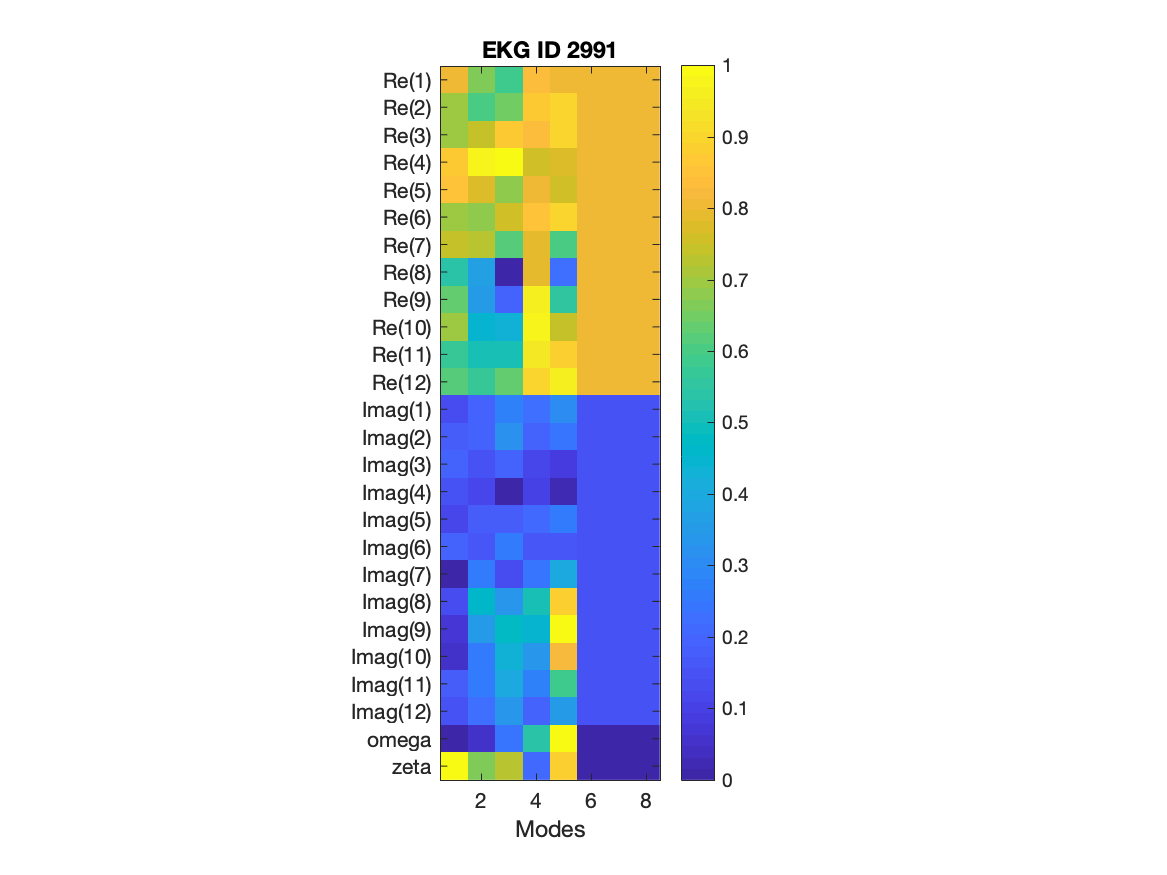 EKG ID 2991
Re(1)
Re(2)
Re(3)
Re(4)
Re(5)
Re(6)
Re(7)
Re(8)
Re(9)
Re(10)
Re(11)
Re(12)
Imag(1)
Imag(2)
Imag(3)
Imag(4)
Imag(5)
Imag(6)
Imag(7)
Imag(8)
Imag(9)
Imag(10)
Imag(11)
Imag(12)
omega
zeta
2 4 6 8
Modes
1
0.9
0.8
0.7
0.6
0.5
0.4
0.3
0.2
0.1
0